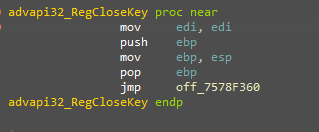 advapi32_RegCloseKey proc near
mov edi, edi
push ebp
mov ebp, esp
pop ebp
jmp off_7578F360
advapi32_RegCloseKey endp